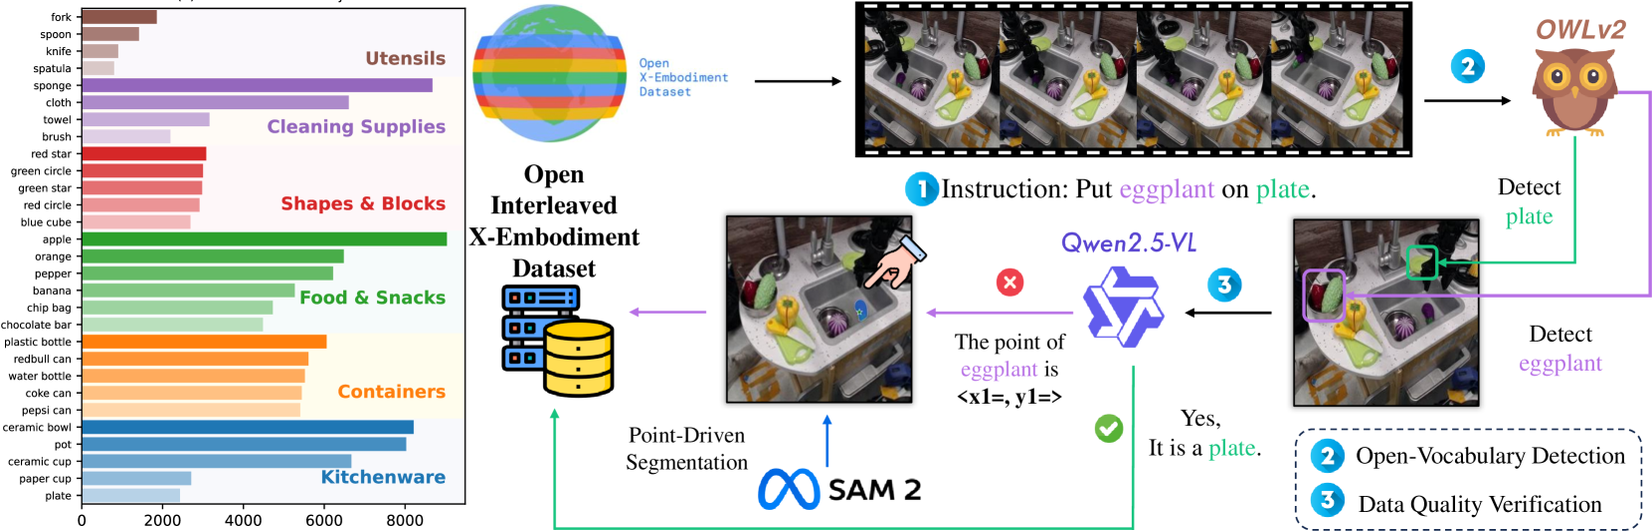 fork
spoon
knife
spatula
Utensils
sponge
cloth
towel
brush
Cleaning Supplies
red star
green circle
green star
red circle
blue cube
Shapes & Blocks
apple
orange
pepper
banana
chip bag
chocolate bar
Food & Snacks
plastic bottle
redbull can
water bottle
coke can
pepsi can
Containers
ceramic bowl
pot
ceramic cup
paper cup
plate
Kitchenware
0 2000 4000 6000 8000
Open
X-Embodiment
Dataset
Open
Interleaved
X-Embodiment
Dataset
1 Instruction: Put eggplant on plate.
2
OWLv2
Detect
plate
Detect
eggplant
Qwen2.5-VL
3
The point of
eggplant is
<x1=, y1=>
Yes,
It is a plate.
Point-Driven
Segmentation
SAM 2
2 Open-Vocabulary Detection
3 Data Quality Verification